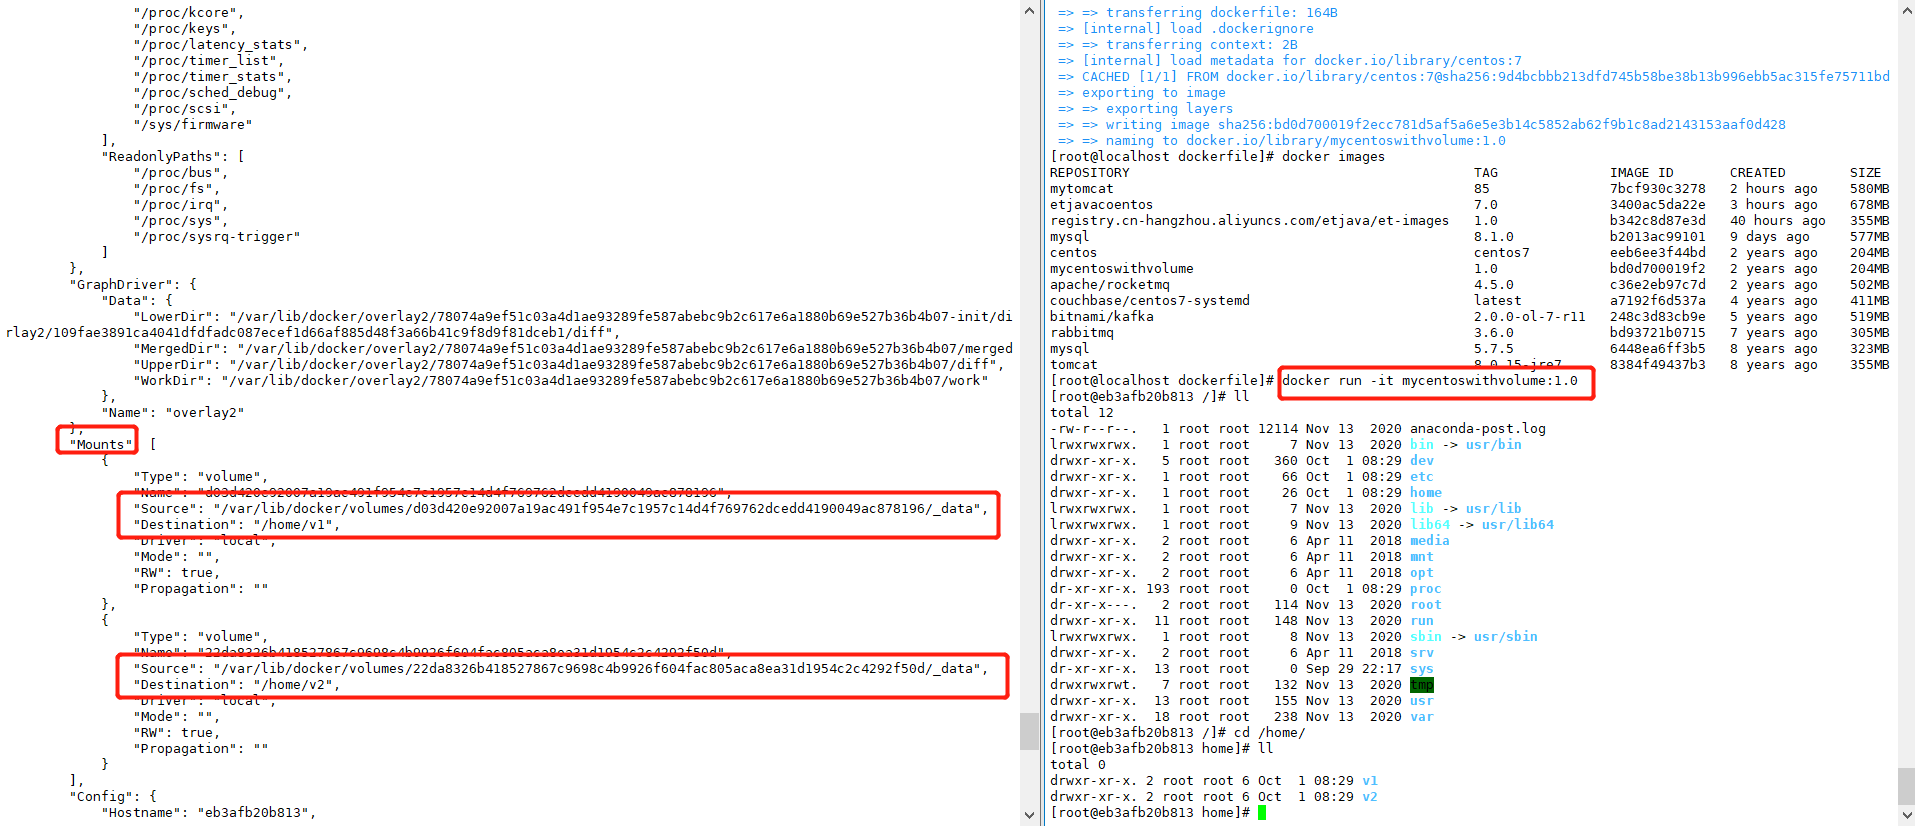 "/proc/kcore",
"/proc/keys",
"/proc/latency_stats",
"/proc/timer_list",
"/proc/timer_stats",
"/proc/sched_debug",
"/proc/scsi",
"/sys/firmware"
],
"ReadonlyPaths": [
"/proc/bus",
"/proc/fs",
"/proc/irq",
"/proc/sys",
"/proc/sysrq-trigger"
]
},
"GraphDriver": {
"Data": {
"LowerDir": "/var/lib/docker/overlay2/78074a9ef51c03a4d1ae93289fe587abebc9b2c617e6a1880b69e527b36b4b07-init/di
rlay2/109fae3891ca4041dfdfadc087ecef1d66af885d48f3a66b41c9f8d9f81dceb1/diff",
"MergedDir": "/var/lib/docker/overlay2/78074a9ef51c03a4d1ae93289fe587abebc9b2c617e6a1880b69e527b36b4b07/merged
"UpperDir": "/var/lib/docker/overlay2/78074a9ef51c03a4d1ae93289fe587abebc9b2c617e6a1880b69e527b36b4b07/diff",
"WorkDir": "/var/lib/docker/overlay2/78074a9ef51c03a4d1ae93289fe587abebc9b2c617e6a1880b69e527b36b4b07/work"
},
"Name": "overlay2"
},
"Mounts": [
{
"Type": "volume",
"Name": "d03d420e92007a19ac491f954e7c1957c14d4f769762dcedd4190049ac878196",
"Source": "/var/lib/docker/volumes/d03d420e92007a19ac491f954e7c1957c14d4f769762dcedd4190049ac878196/_data",
"Destination": "/home/v1",
"Driver": "local",
"Mode": "",
"RW": true,
"Propagation": ""
},
{
"Type": "volume",
"Name": "22da8326b418527867c9698c4b9926f604fac805aca8ea31d1954c2c4292f50d",
"Source": "/var/lib/docker/volumes/22da8326b418527867c9698c4b9926f604fac805aca8ea31d1954c2c4292f50d/_data",
"Destination": "/home/v2",
"Driver": "local",
"Mode": "",
"RW": true,
"Propagation": ""
}
],
"Config": {
"Hostname": "eb3afb20b813",
=> => transferring dockerfile: 164B
=> [internal] load .dockerignore
=> => transferring context: 2B
=> [internal] load metadata for docker.io/library/centos:7
=> CACHED [1/1] FROM docker.io/library/centos:7@sha256:9d4bcbbb213dfd745b58be38b13b996ebb5ac315fe75711bd
=> exporting to image
=> => exporting layers
=> => writing image sha256:bd0d700019f2ecc781d5af5a6e5e3b14c5852ab62f9b1c8ad2143153aaf0d428
=> => naming to docker.io/library/mycentoswithvolume:1.0
[root@localhost dockerfile]# docker images
REPOSITORY TAG IMAGE ID CREATED SIZE
mytomcat 85 7bcf930c3278 2 hours ago 580MB
etjavacoentos 7.0 3400ac5da22e 3 hours ago 678MB
registry.cn-hangzhou.aliyuncs.com/etjava/et-images 1.0 b342c8d87e3d 40 hours ago 355MB
mysql 8.1.0 b2013ac99101 9 days ago 577MB
centos centos7 eeb6ee3f44bd 2 years ago 204MB
mycentoswithvolume 1.0 bd0d700019f2 2 years ago 204MB
apache/rocketmq 4.5.0 c36e2eb97c7d 2 years ago 502MB
couchbase/centos7-systemd latest a7192f6d537a 4 years ago 411MB
bitnami/kafka 2.0.0-ol-7-r11 248c3d83cb9e 5 years ago 519MB
rabbitmq 3.6.0 bd93721b0715 7 years ago 305MB
mysql 5.7.5 6448ea6ff3b5 8 years ago 323MB
tomcat 8.0.15-jre7 8384f49437b3 8 years ago 355MB
[root@localhost dockerfile]# docker run -it mycentoswithvolume:1.0
[root@eb3afb20b813 /]# ll
total 12
-rw-r--r--. 1 root root 12114 Nov 13 2020 anaconda-post.log
lrwxrwxrwx. 1 root root 7 Nov 13 2020 bin -> usr/bin
drwxr-xr-x. 5 root root 360 Oct 1 08:29 dev
drwxr-xr-x. 1 root root 66 Oct 1 08:29 etc
drwxr-xr-x. 1 root root 26 Oct 1 08:29 home
lrwxrwxrwx. 1 root root 7 Nov 13 2020 lib -> usr/lib
lrwxrwxrwx. 1 root root 9 Nov 13 2020 lib64 -> usr/lib64
drwxr-xr-x. 2 root root 6 Apr 11 2018 media
drwxr-xr-x. 2 root root 6 Apr 11 2018 mnt
drwxr-xr-x. 2 root root 6 Apr 11 2018 opt
dr-xr-xr-x. 193 root root 0 Oct 1 08:29 proc
dr-xr-x---. 2 root root 114 Nov 13 2020 root
drwxr-xr-x. 11 root root 148 Nov 13 2020 run
lrwxrwxrwx. 1 root root 8 Nov 13 2020 sbin -> usr/sbin
drwxr-xr-x. 2 root root 6 Apr 11 2018 srv
dr-xr-xr-x. 13 root root 0 Sep 29 22:17 sys
drwxrwxrwt. 7 root root 132 Nov 13 2020 tmp
drwxr-xr-x. 13 root root 155 Nov 13 2020 usr
drwxr-xr-x. 18 root root 238 Nov 13 2020 var
[root@eb3afb20b813 /]# cd /home/
[root@eb3afb20b813 home]# ll
total 0
drwxr-xr-x. 2 root root 6 Oct 1 08:29 v1
drwxr-xr-x. 2 root root 6 Oct 1 08:29 v2
[root@eb3afb20b813 home]#